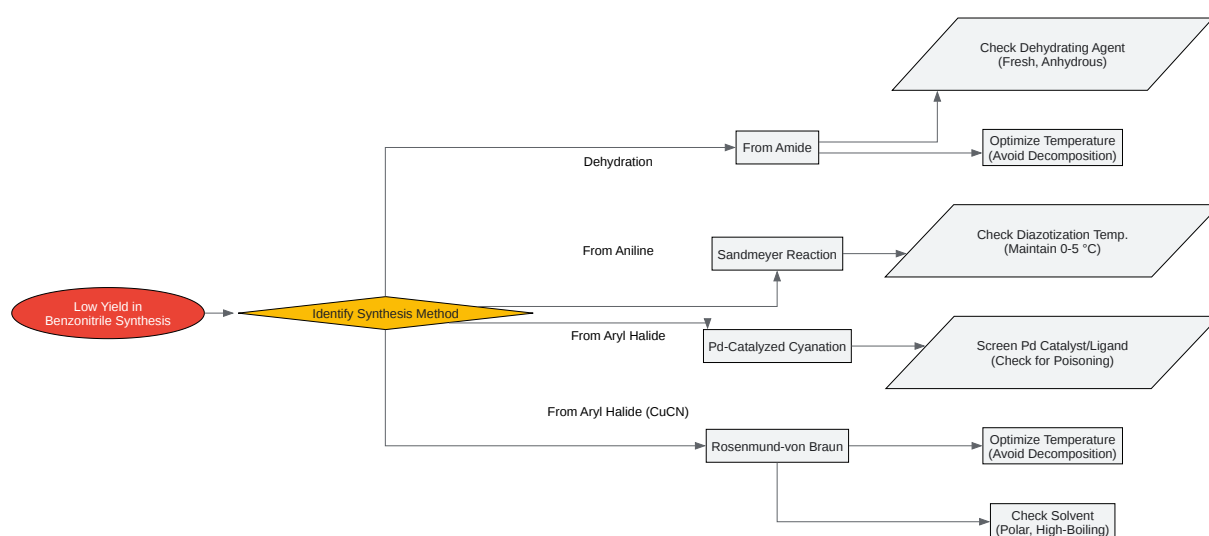 Check Dehydrating Agent
(Fresh, Anhydrous)
From Amide
Optimize Temperature
(Avoid Decomposition)
Dehydration
From Aniline
Sandmeyer Reaction
Check Diazotization Temp.
(Maintain 0-5 °C)
Low Yield in
Benzonitrile Synthesis
Identify Synthesis Method
From Aryl Halide
Pd-Catalyzed Cyanation
Screen Pd Catalyst/Ligand
(Check for Poisoning)
From Aryl Halide (CuCN)
Rosenmund-von Braun
Optimize Temperature
(Avoid Decomposition)
Check Solvent
(Polar, High-Boiling)